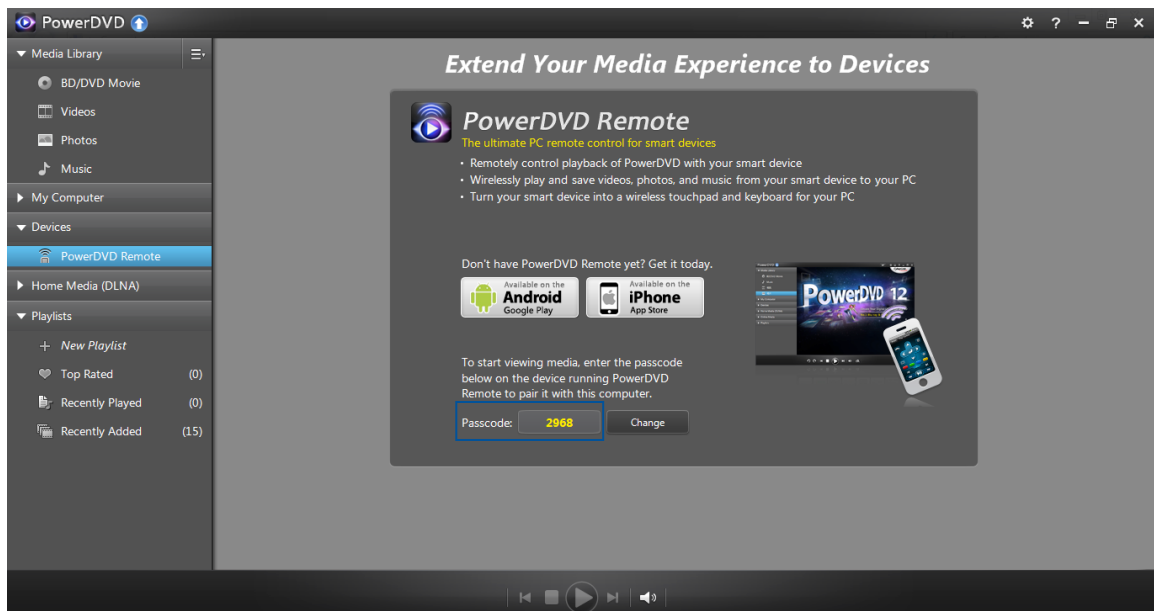 PowerDVD
Media Library
BD/DVD Movie
Videos
Photos
Music
My Computer
Devices
PowerDVD Remote
Home Media (DLNA)
Playlists
New Playlist
Top Rated (0)
Recently Played (0)
Recently Added (15)
Extend Your Media Experience to Devices
PowerDVD Remote
The ultimate PC remote control for smart devices
• Remotely control playback of PowerDVD with your smart device
• Wirelessly play and save videos, photos, and music from your smart device to your PC
• Turn your smart device into a wireless touchpad and keyboard for your PC
Don't have PowerDVD Remote yet? Get it today.
Available on the
Android
Google Play
Available on the
iPhone
App Store
PowerDVD 12
To start viewing media, enter the passcode
below on the device running PowerDVD
Remote to pair it with this computer.
Passcode: 2968 Change